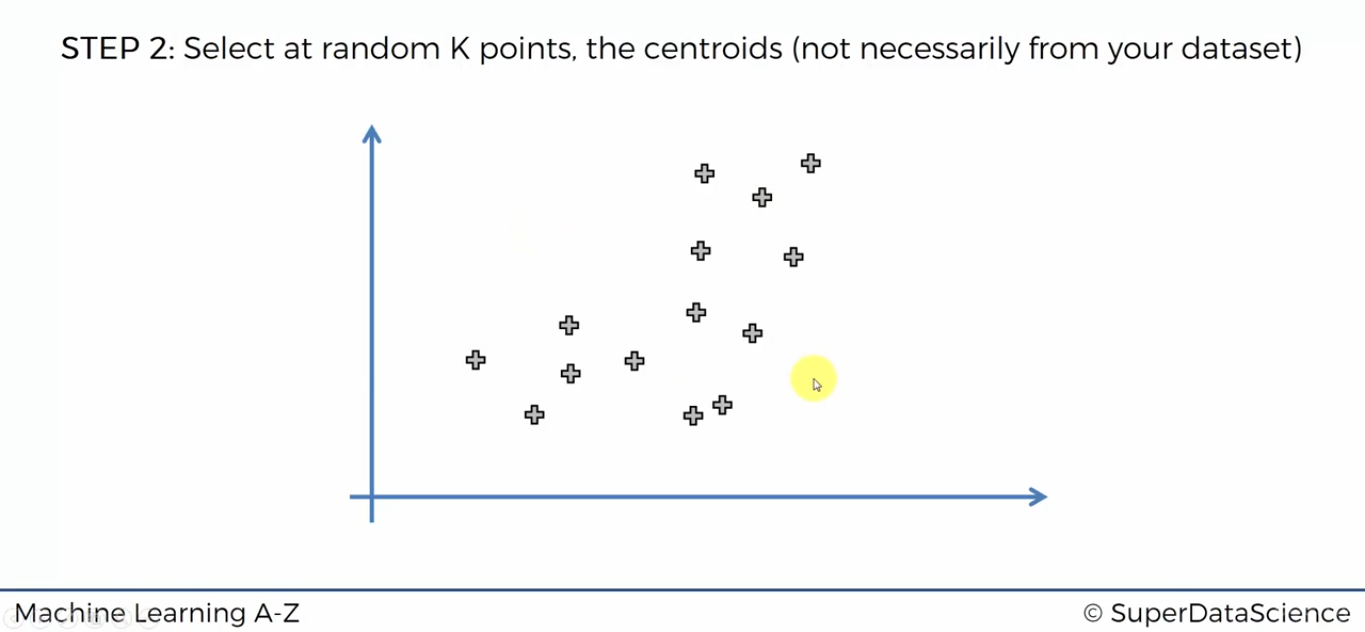 STEP 2: Select at random K points, the centroids (not necessarily from your dataset)
Machine Learning A-Z
© SuperDataScience